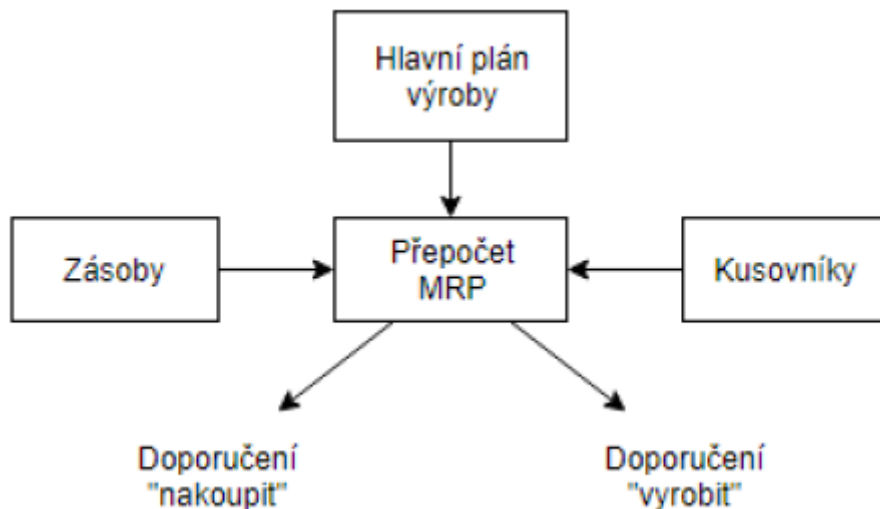 Hlavní plán
výroby
Zásoby
Přepočet
MRP
Kusovníky
Doporučení
"nakoupit"
Doporučení
"vyrobit"